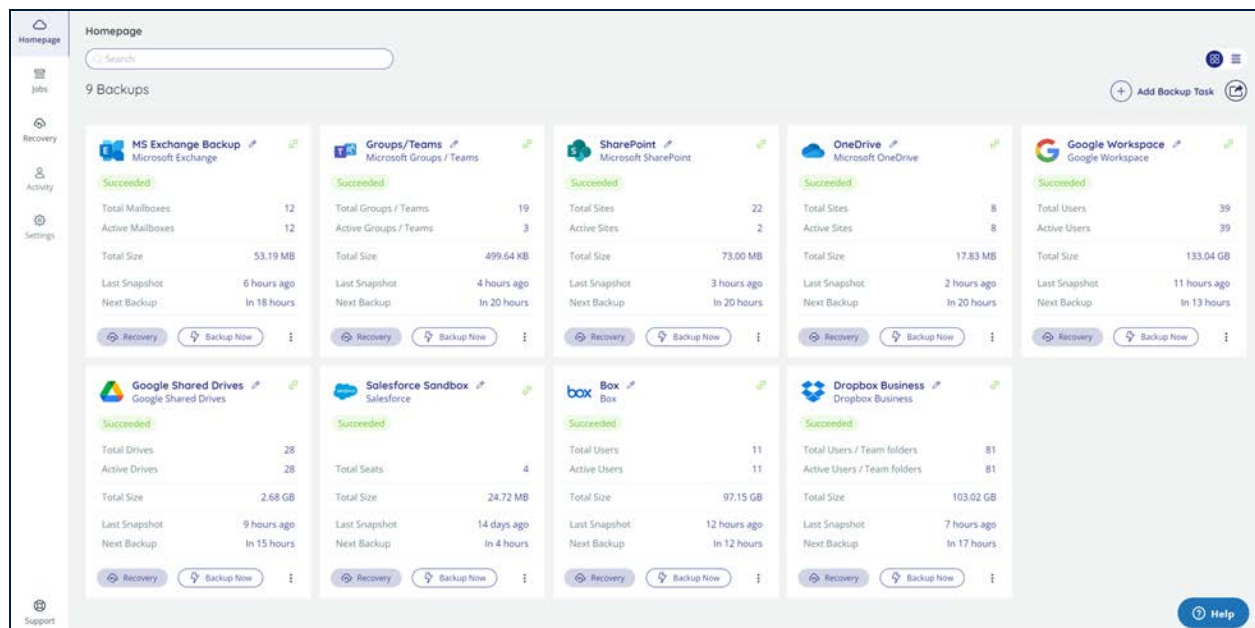 Homepage
Homepage
Search
Jobs
9 Backups
Add Backup Task
Recovery
Activity
Settings
MS Exchange Backup
Microsoft Exchange
Succeeded
Total Mailboxes 12
Active Mailboxes 12
Total Size 53.19 MB
Last Snapshot 6 hours ago
Next Backup In 18 hours
Recovery Backup Now
Groups/Teams
Microsoft Groups / Teams
Succeeded
Total Groups / Teams 19
Active Groups / Teams 3
Total Size 499.64 KB
Last Snapshot 4 hours ago
Next Backup In 20 hours
Recovery Backup Now
SharePoint
Microsoft SharePoint
Succeeded
Total Sites 22
Active Sites 2
Total Size 73.00 MB
Last Snapshot 3 hours ago
Next Backup In 20 hours
Recovery Backup Now
OneDrive
Microsoft OneDrive
Succeeded
Total Sites 8
Active Sites 8
Total Size 17.83 MB
Last Snapshot 2 hours ago
Next Backup In 20 hours
Recovery Backup Now
Google Workspace
Google Workspace
Succeeded
Total Users 39
Active Users 39
Total Size 133.04 GB
Last Snapshot 11 hours ago
Next Backup In 13 hours
Recovery Backup Now
Google Shared Drives
Google Shared Drives
Succeeded
Total Drives 28
Active Drives 28
Total Size 2.68 GB
Last Snapshot 9 hours ago
Next Backup In 15 hours
Recovery Backup Now
Salesforce Sandbox
Salesforce
Succeeded
Total Seats 4
Total Size 24.72 MB
Last Snapshot 14 days ago
Next Backup In 4 hours
Recovery Backup Now
box Box
Box
Succeeded
Total Users 11
Active Users 11
Total Size 97.15 GB
Last Snapshot 12 hours ago
Next Backup In 12 hours
Recovery Backup Now
Dropbox Business
Dropbox Business
Succeeded
Total Users / Team folders 81
Active Users / Team folders 81
Total Size 103.02 GB
Last Snapshot 7 hours ago
Next Backup In 17 hours
Recovery Backup Now
Support
Help